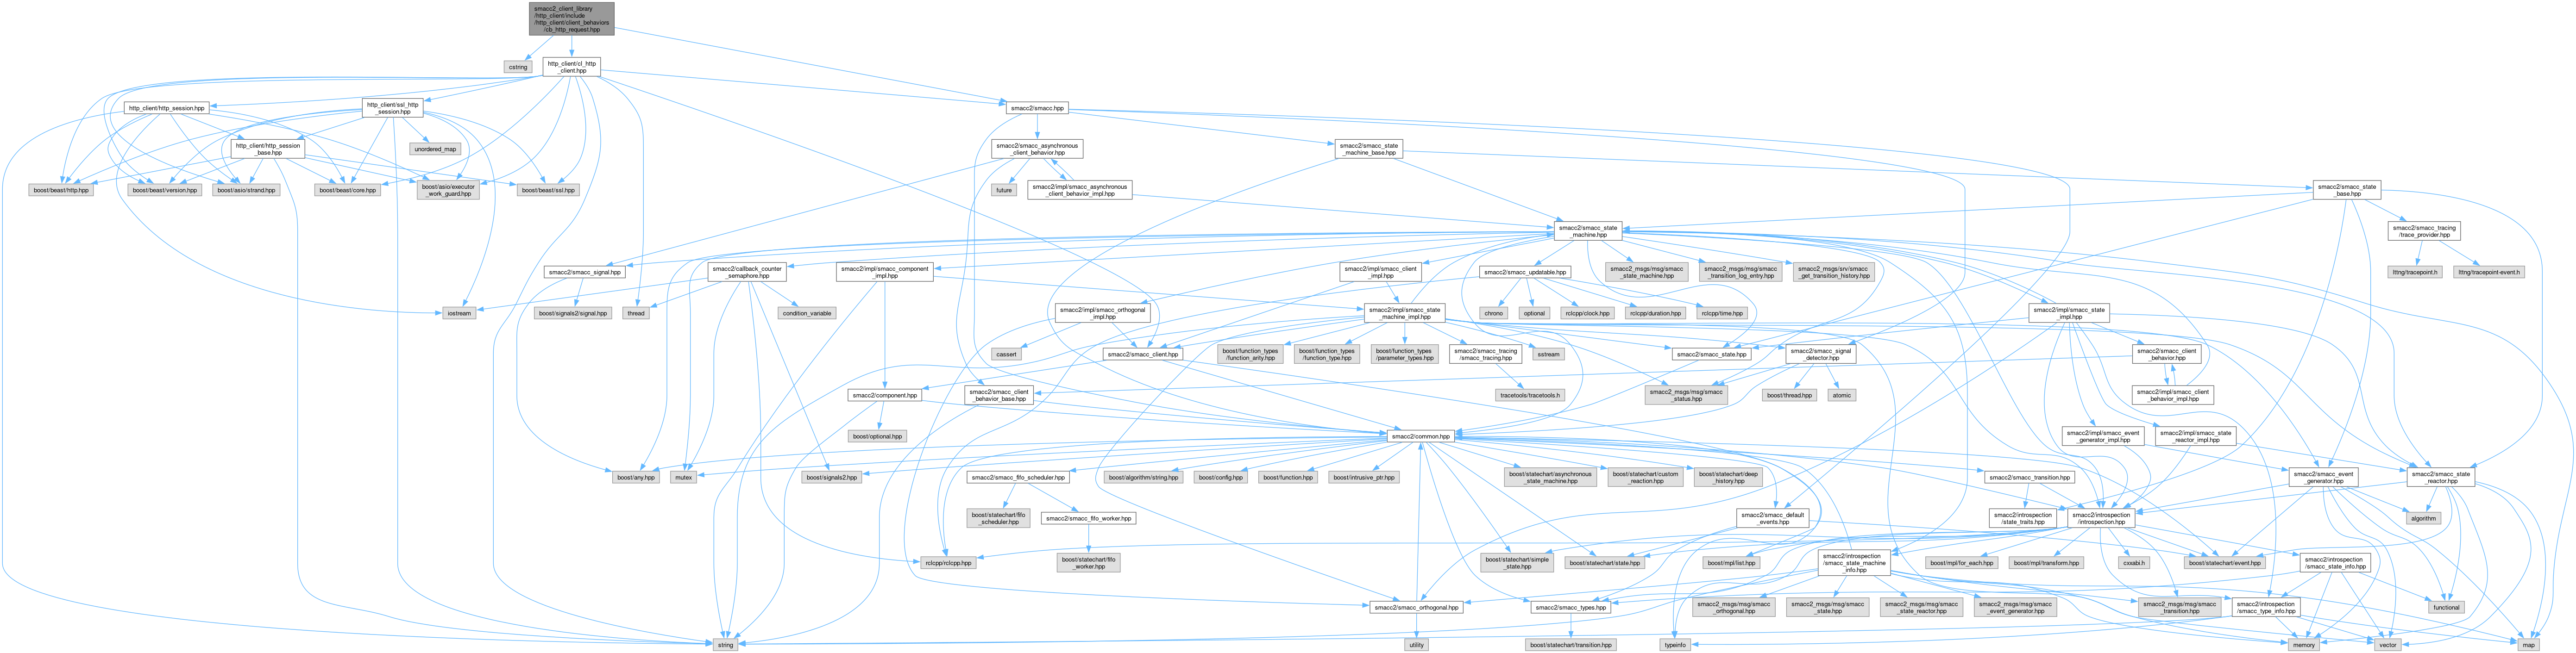 smacc2_client_library
/http_client/include
/http_client/client_behaviors
/cb_http_request.hpp
cstring
http_client/cl_http
_client.hpp
http_client/http_session.hpp
http_client/ssl_http
_session.hpp
smacc2/smacc.hpp
unordered_map
http_client/http_session
_base.hpp
smacc2/smacc_asynchronous
_client_behavior.hpp
smacc2/smacc_state
_machine_base.hpp
boost/beast/http.hpp
boost/beast/version.hpp
boost/asio/strand.hpp
boost/beast/core.hpp
boost/asio/executor
_work_guard.hpp
boost/beast/ssl.hpp
future
smacc2/impl/smacc_asynchronous
_client_behavior_impl.hpp
smacc2/smacc_state
_base.hpp
smacc2/smacc_state
_machine.hpp
smacc2/smacc_tracing
/trace_provider.hpp
smacc2/smacc_signal.hpp
smacc2/callback_counter
_semaphore.hpp
smacc2/impl/smacc_component
_impl.hpp
smacc2/impl/smacc_client
_impl.hpp
smacc2/smacc_updatable.hpp
smacc2_msgs/msg/smacc
_state_machine.hpp
smacc2_msgs/msg/smacc
_transition_log_entry.hpp
smacc2_msgs/srv/smacc
_get_transition_history.hpp
lttng/tracepoint.h
lttng/tracepoint-event.h
iostream
boost/signals2/signal.hpp
thread
condition_variable
smacc2/impl/smacc_orthogonal
_impl.hpp
smacc2/impl/smacc_state
_machine_impl.hpp
chrono
optional
rclcpp/clock.hpp
rclcpp/duration.hpp
rclcpp/time.hpp
smacc2/impl/smacc_state
_impl.hpp
cassert
smacc2/smacc_client.hpp
boost/function_types
/function_arity.hpp
boost/function_types
/function_type.hpp
boost/function_types
/parameter_types.hpp
smacc2/smacc_tracing
/smacc_tracing.hpp
sstream
smacc2/smacc_state.hpp
smacc2/smacc_signal
_detector.hpp
smacc2/smacc_client
_behavior.hpp
smacc2/component.hpp
smacc2/smacc_client
_behavior_base.hpp
tracetools/tracetools.h
smacc2_msgs/msg/smacc
_status.hpp
boost/thread.hpp
atomic
smacc2/impl/smacc_client
_behavior_impl.hpp
boost/optional.hpp
smacc2/common.hpp
smacc2/impl/smacc_event
_generator_impl.hpp
smacc2/impl/smacc_state
_reactor_impl.hpp
boost/any.hpp
mutex
boost/signals2.hpp
smacc2/smacc_fifo_scheduler.hpp
boost/algorithm/string.hpp
boost/config.hpp
boost/function.hpp
boost/intrusive_ptr.hpp
boost/statechart/asynchronous
_state_machine.hpp
boost/statechart/custom
_reaction.hpp
boost/statechart/deep
_history.hpp
smacc2/smacc_transition.hpp
smacc2/smacc_event
_generator.hpp
smacc2/smacc_state
_reactor.hpp
boost/statechart/fifo
_scheduler.hpp
smacc2/smacc_fifo_worker.hpp
smacc2/smacc_default
_events.hpp
smacc2/introspection
/state_traits.hpp
smacc2/introspection
/introspection.hpp
algorithm
rclcpp/rclcpp.hpp
boost/statechart/fifo
_worker.hpp
boost/statechart/simple
_state.hpp
boost/statechart/state.hpp
boost/mpl/list.hpp
smacc2/introspection
/smacc_state_machine
_info.hpp
boost/mpl/for_each.hpp
boost/mpl/transform.hpp
cxxabi.h
boost/statechart/event.hpp
smacc2/introspection
/smacc_state_info.hpp
smacc2/smacc_orthogonal.hpp
smacc2/smacc_types.hpp
smacc2_msgs/msg/smacc
_orthogonal.hpp
smacc2_msgs/msg/smacc
_state.hpp
smacc2_msgs/msg/smacc
_state_reactor.hpp
smacc2_msgs/msg/smacc
_event_generator.hpp
smacc2_msgs/msg/smacc
_transition.hpp
smacc2/introspection
/smacc_type_info.hpp
functional
string
utility
boost/statechart/transition.hpp
typeinfo
memory
vector
map